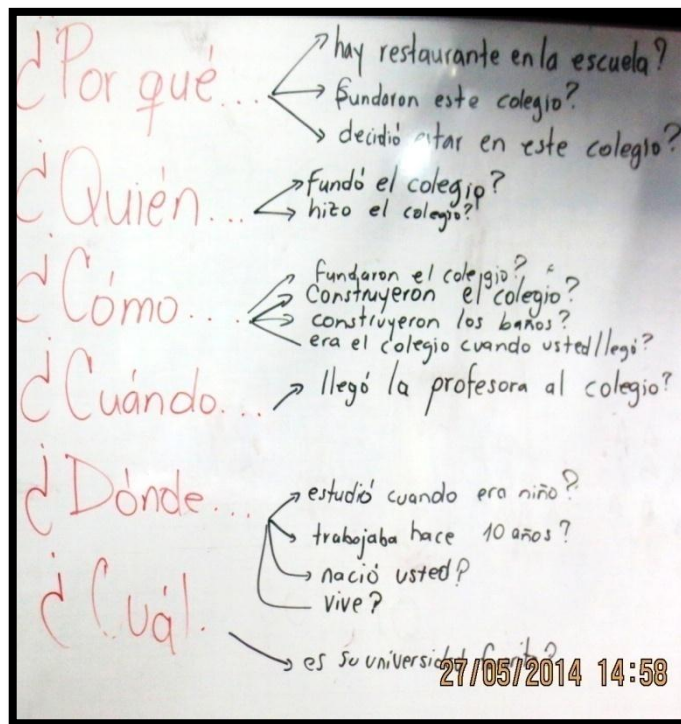 ¿Por qué...
hay restaurante en la escuela?
fundaron este colegio?
decidió estar en este colegio?
¿Quién...
fundó el colegio?
hizo el colegio?
¿Cómo...
fundaron el colegio?
Construyeron el colegio?
construyeron los baños?
era el colegio cuando usted llegó?
¿Cuándo...
llegó la profesora al colegio?
¿Dónde...
estudió cuando era niño?
trabajaba hace 10 años?
nació usted?
vive?
¿Cuál.
es su universidad
27/05/2014 14:58